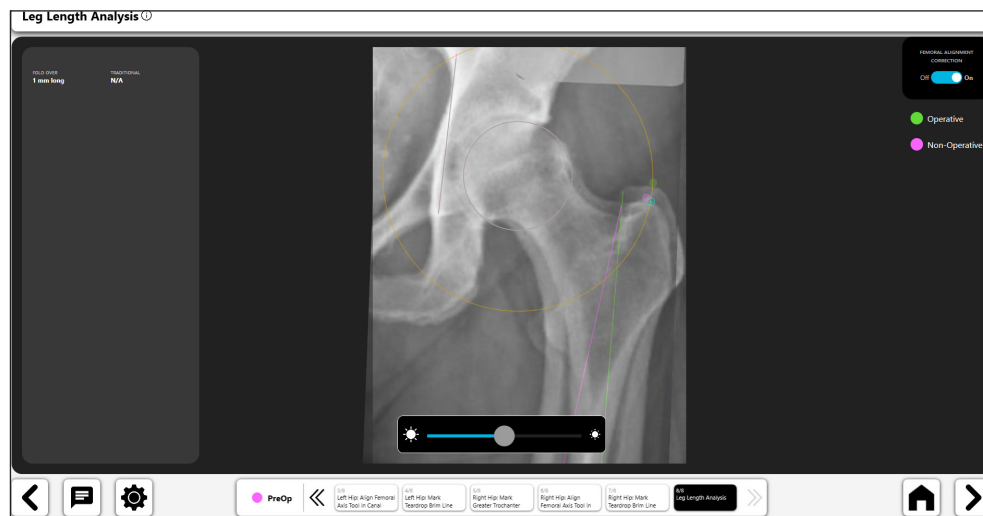 Leg Length Analysis
FOLD OVER TRADITIONAL
1 mm long N/A
FEMORAL ALIGNMENT
CORRECTION
Off On
Operative
Non-Operative
PreOp
3/8
Left Hip: Align Femoral
Axis Tool in Canal
4/8
Left Hip: Mark
Teardrop Brim Line
5/8
Right Hip: Mark
Greater Trochanter
6/8
Right Hip: Align
Femoral Axis Tool in
7/8
Right Hip: Mark
Teardrop Brim Line
8/8
Leg Length Analysis